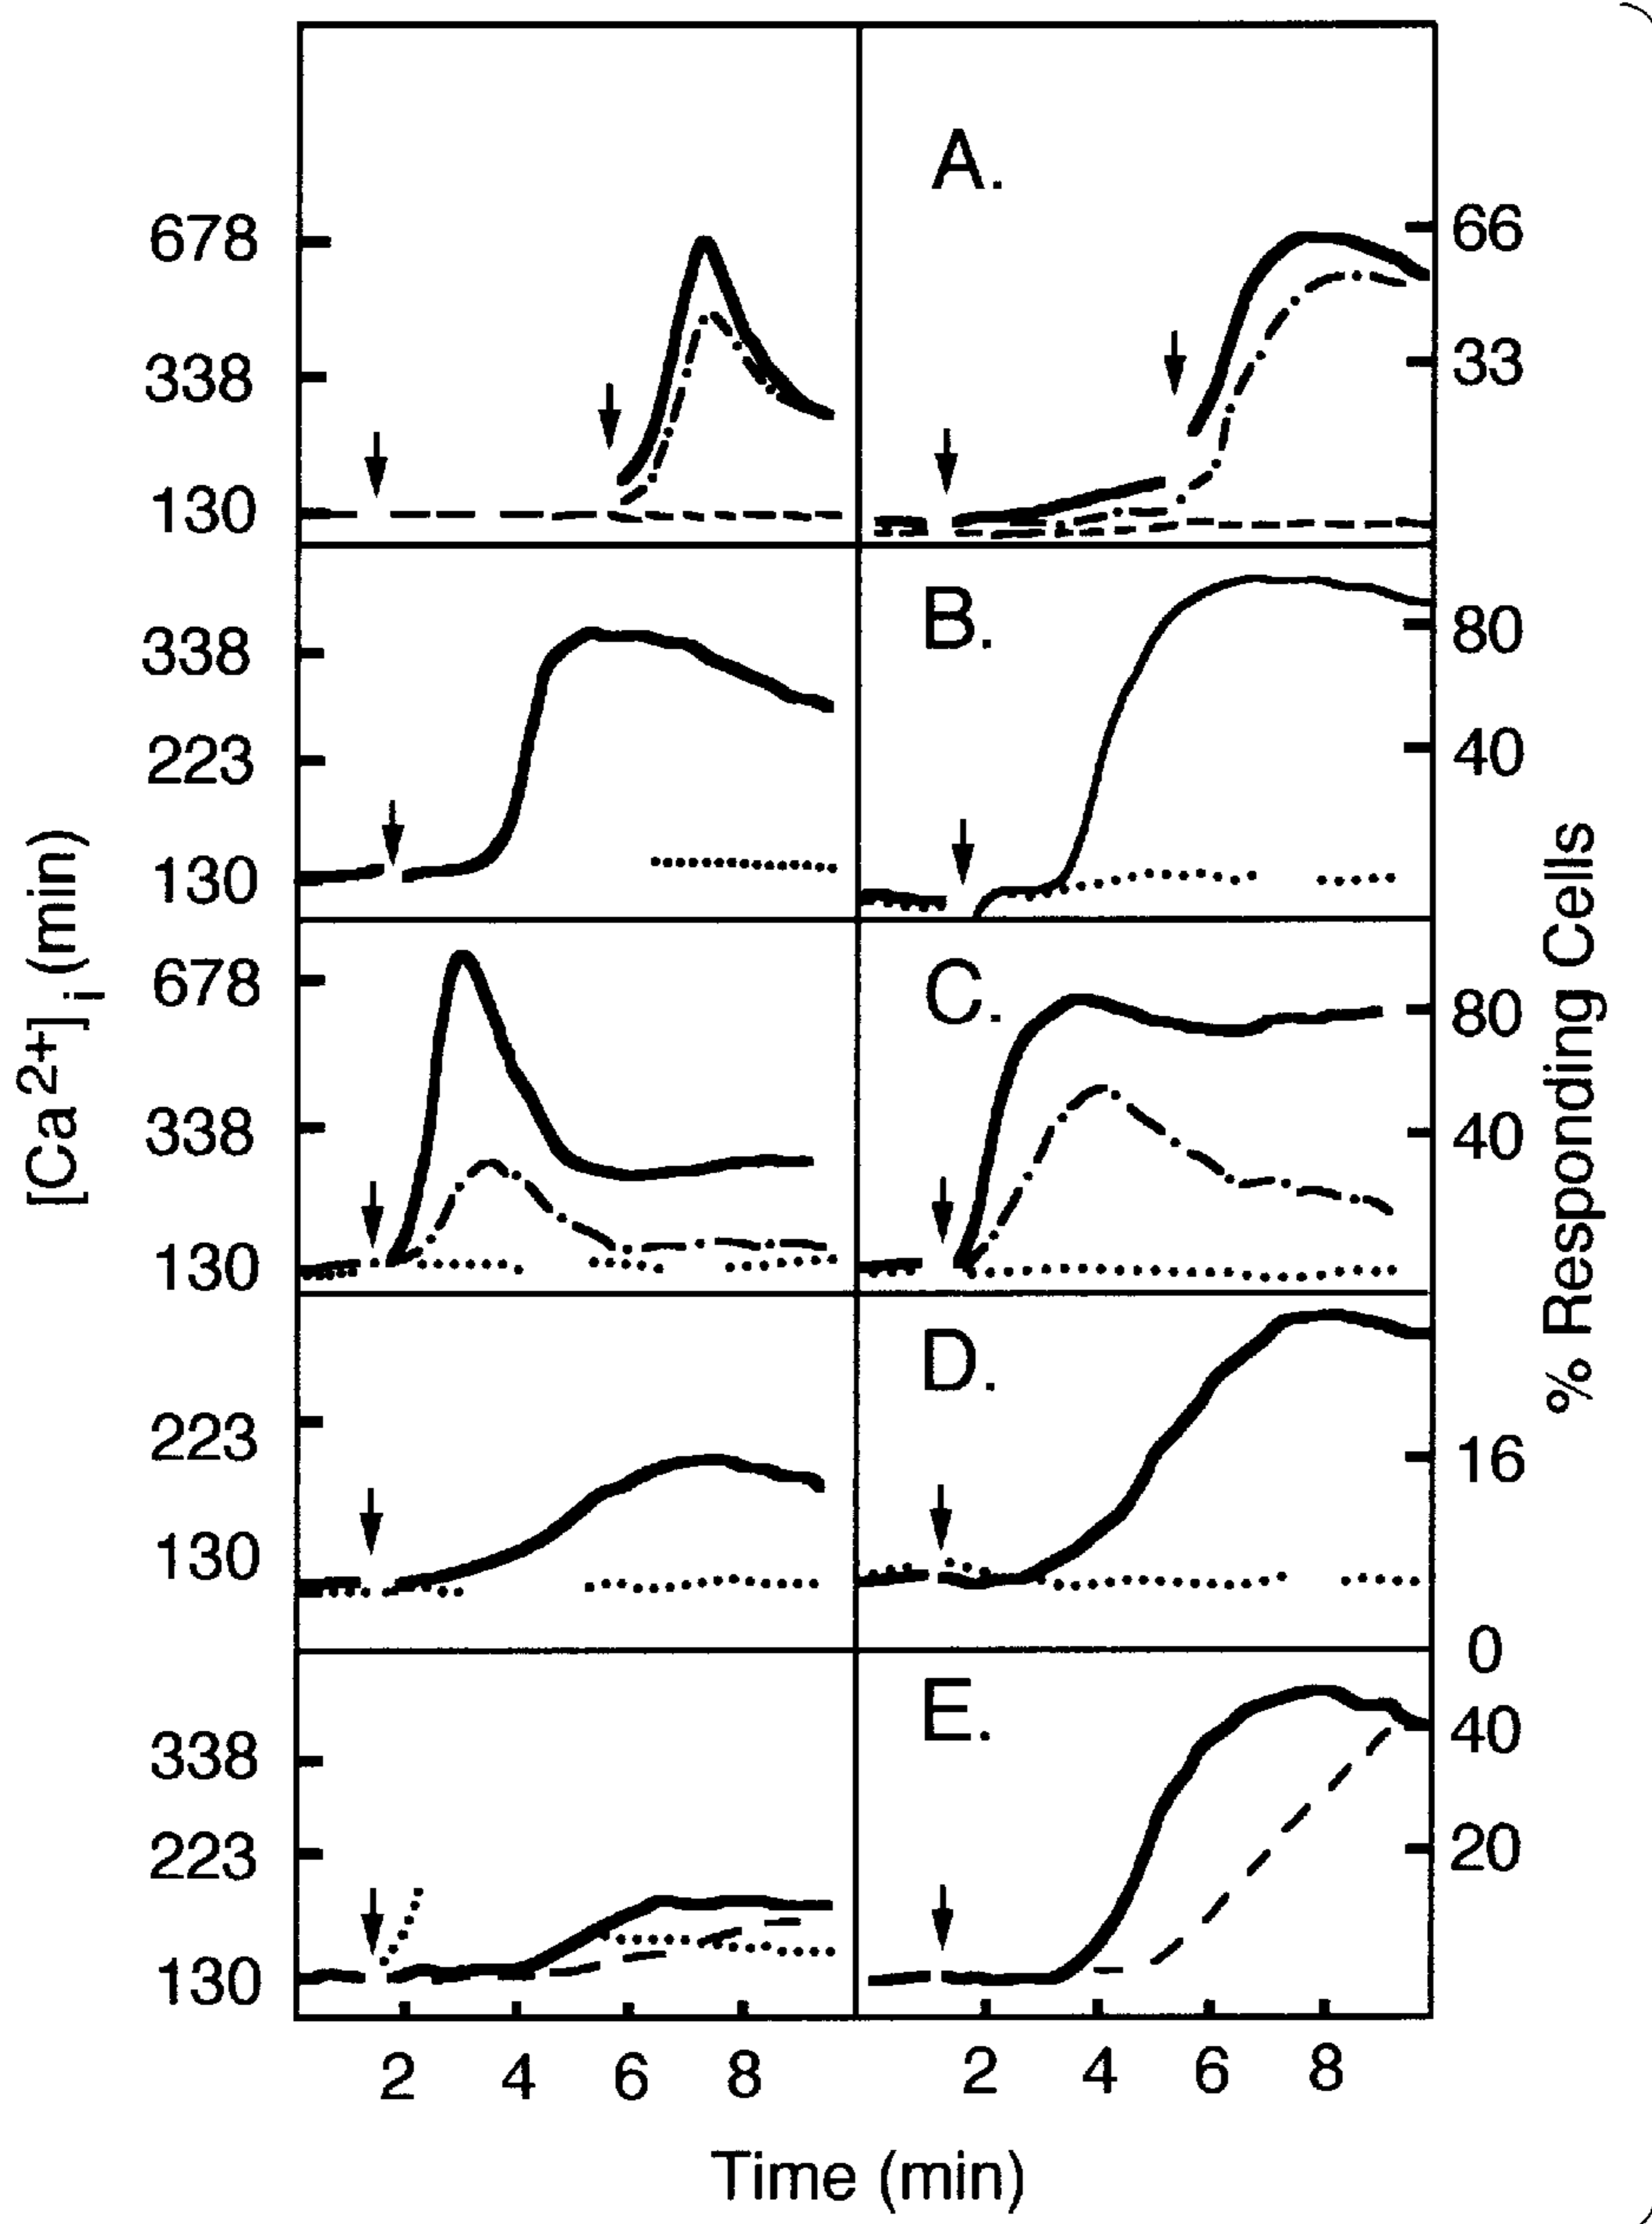 A.
678
338
130
66
33
B.
338
223
130
80
40
C.
678
338
130
80
40
D.
223
130
16
0
E.
338
223
130
40
20
[Ca2+]i (min)
% Responding Cells
2 4 6 8 2 4 6 8
Time (min)